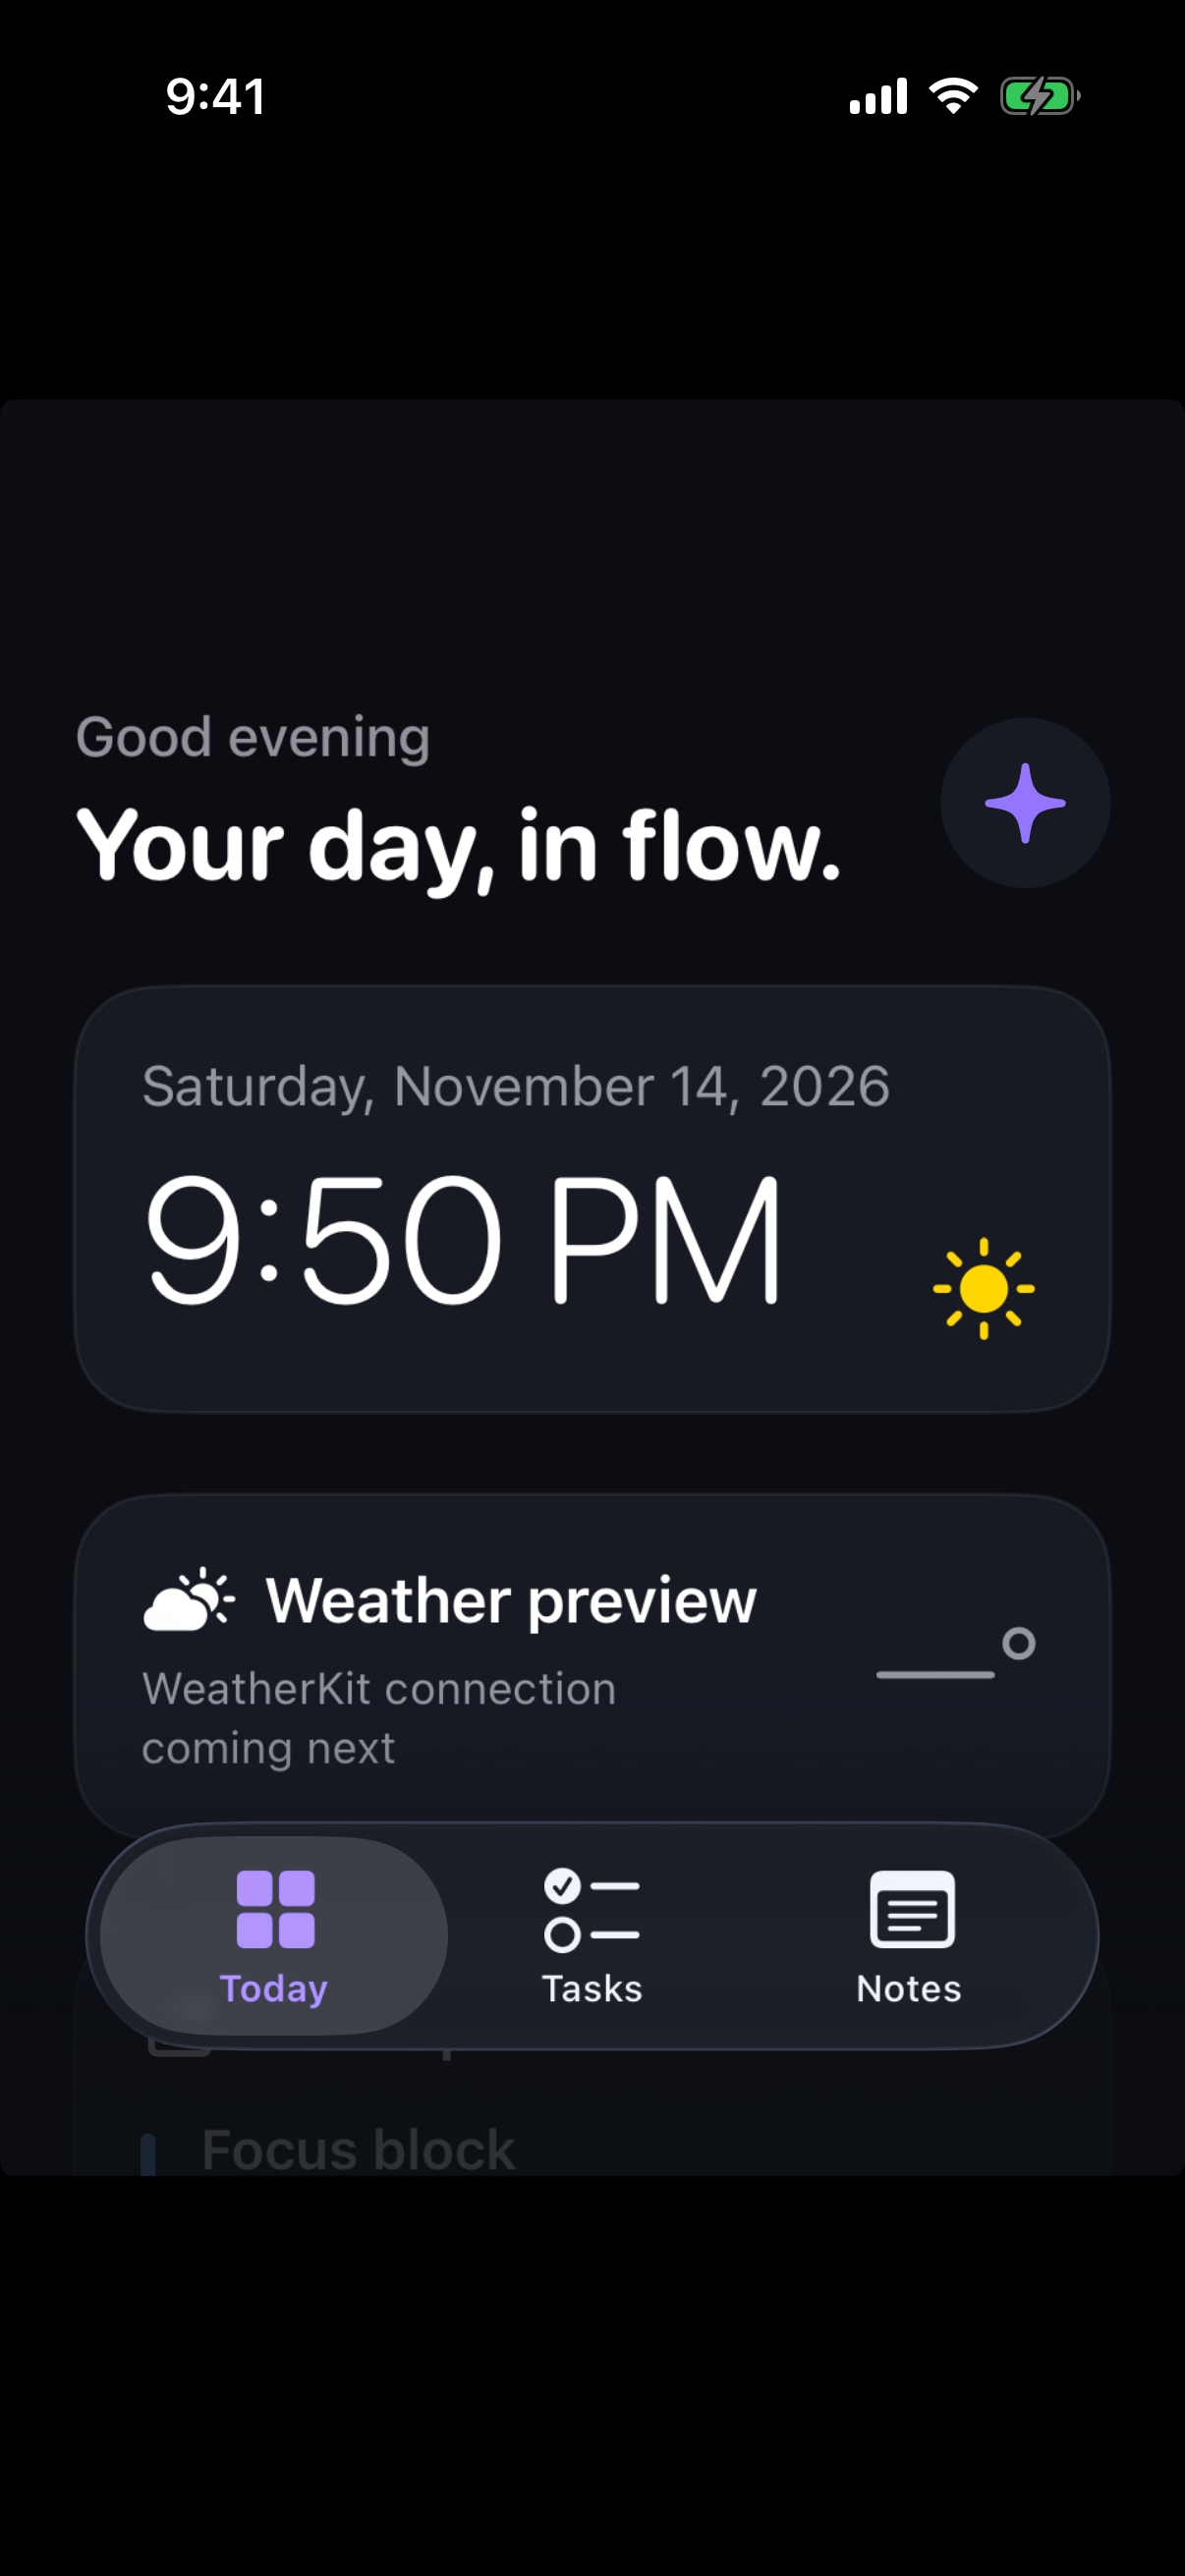 9:41
Good evening
Your day, in flow.
Saturday, November 14, 2026
9:50 PM
Weather preview
WeatherKit connection
coming next
—°
Today
Tasks
Notes
Focus block